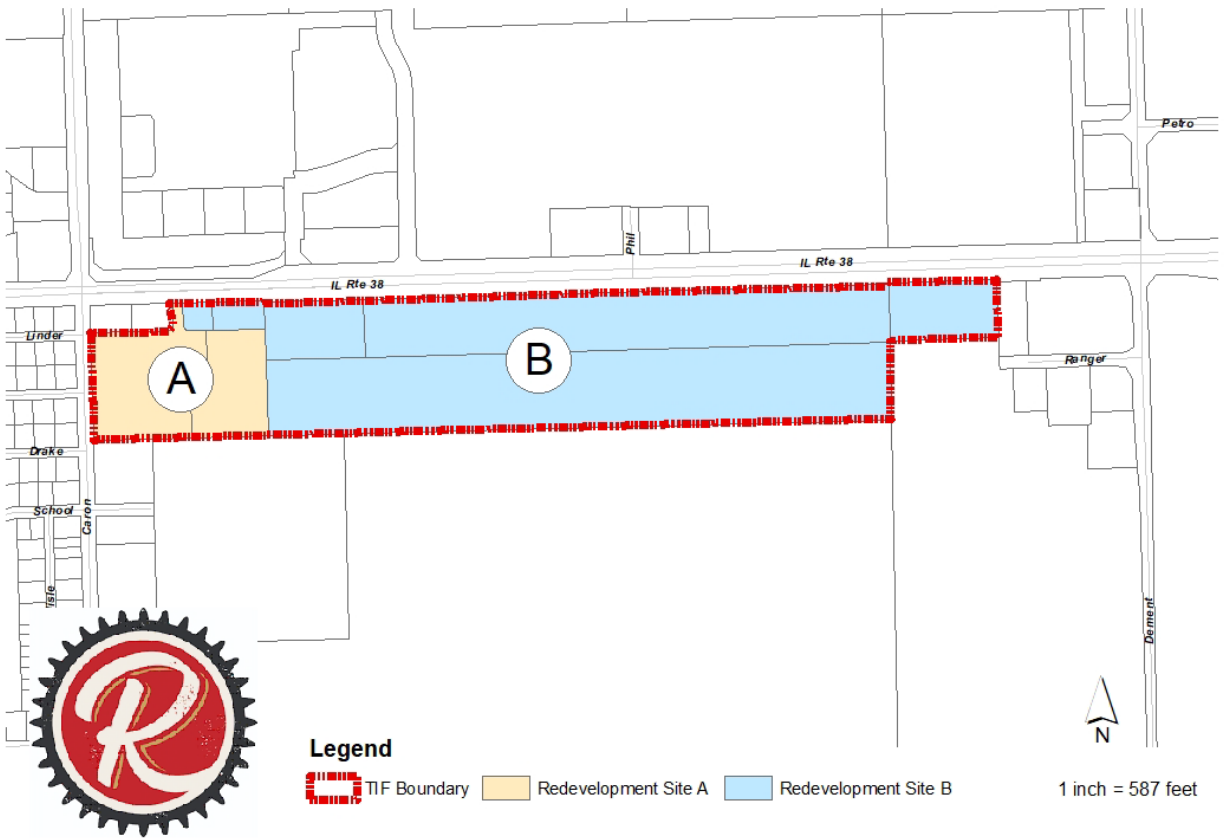 Petro
Phil
IL Rte 38
IL Rte 38
Linder
Ranger
A
B
Drake
School
Caron
Dement
R
N
Legend
TIF Boundary
Redevelopment Site A
Redevelopment Site B
1 inch = 587 feet